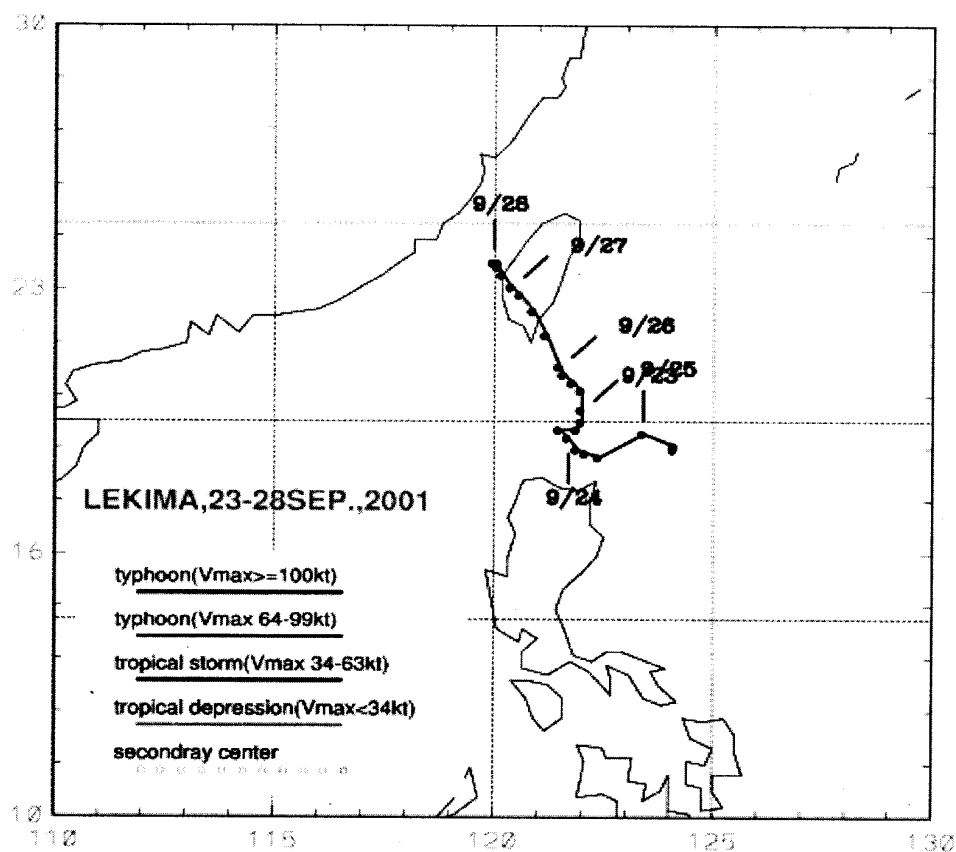 30
9/28
9/27
23
9/26
9/25
9/23
9/24
LEKIMA,23-28SEP.,2001
16
typhoon(Vmax>=100kt)
typhoon(Vmax 64-99kt)
tropical storm(Vmax 34-63kt)
tropical depression(Vmax<34kt)
secondray center
10
110 115 120 125 130